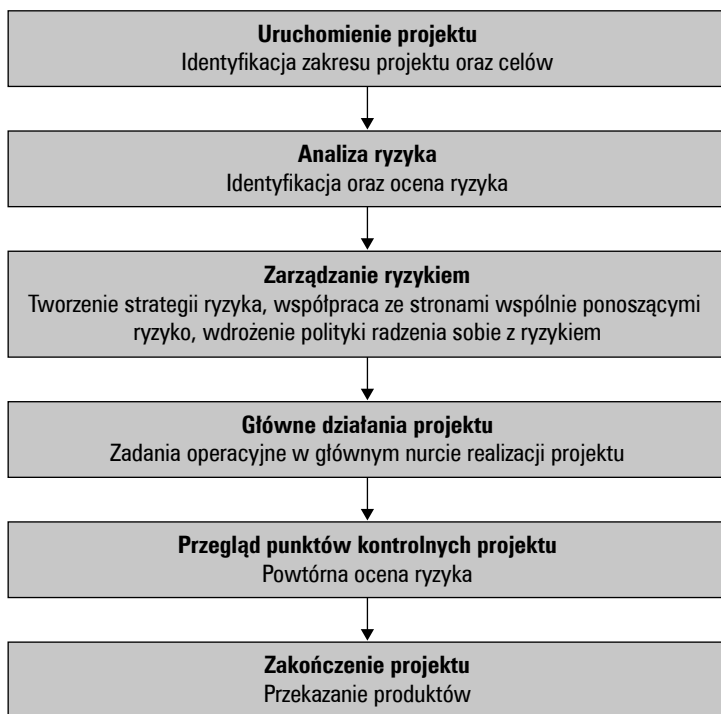 Uruchomienie projektu
Identyfikacja zakresu projektu oraz celów
Analiza ryzyka
Identyfikacja oraz ocena ryzyka
Zarządzanie ryzykiem
Tworzenie strategii ryzyka, współpraca ze stronami wspólnie ponoszącymi
ryzyko, wdrożenie polityki radzenia sobie z ryzykiem
Główne działania projektu
Zadania operacyjne w głównym nurcie realizacji projektu
Przegląd punktów kontrolnych projektu
Powtórna ocena ryzyka
Zakończenie projektu
Przekazanie produktów